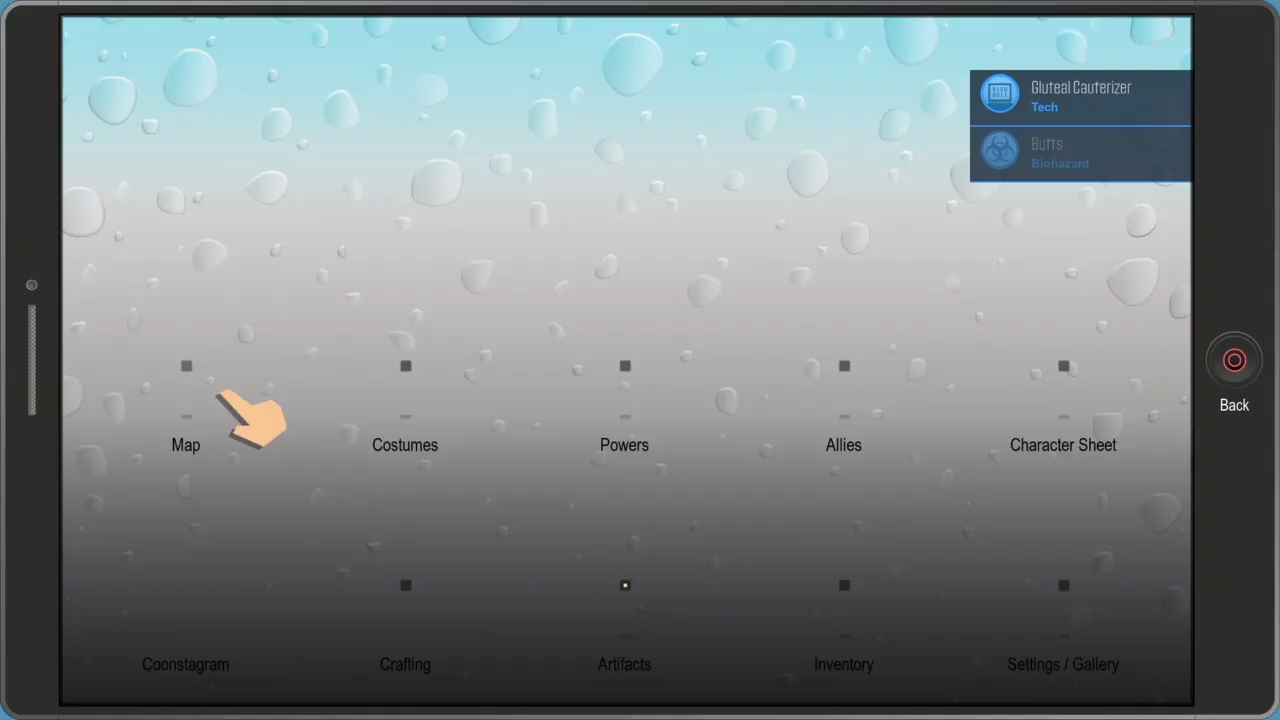 Gluteal Cauterizer
Tech
Butts
Biohazard
Back
Map
Costumes
Powers
Allies
Character Sheet
Coonstagram
Crafting
Artifacts
Inventory
Settings / Gallery